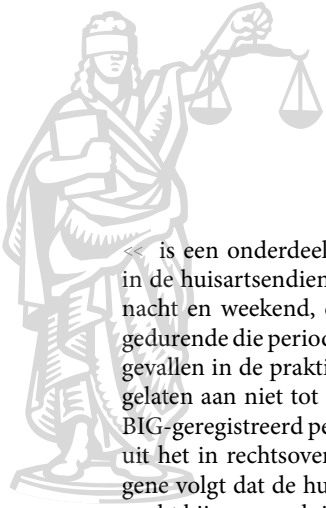 << is een onderdeel
in de huisartsendien
nacht en weekend,
gedurende die period
gevallen in de prakti
gelaten aan niet tot
BIG-geregistreerd pe
uit het in rechtsover
gene volgt dat de hu